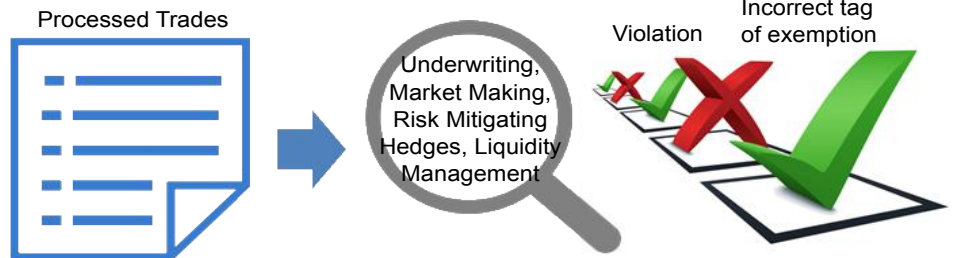 Processed Trades
Underwriting,
Market Making,
Risk Mitigating
Hedges, Liquidity
Management
Violation
Incorrect tag
of exemption